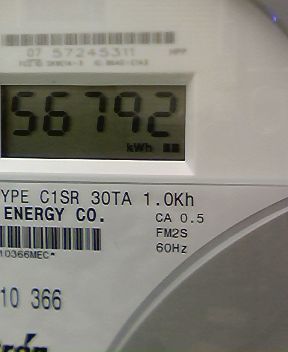 07 57245311 MPP
56792
kWh
YPE C1SR 30TA 1.0Kh
ENERGY CO.
CA 0.5
FM2S
60Hz
10366MEC*
10 366